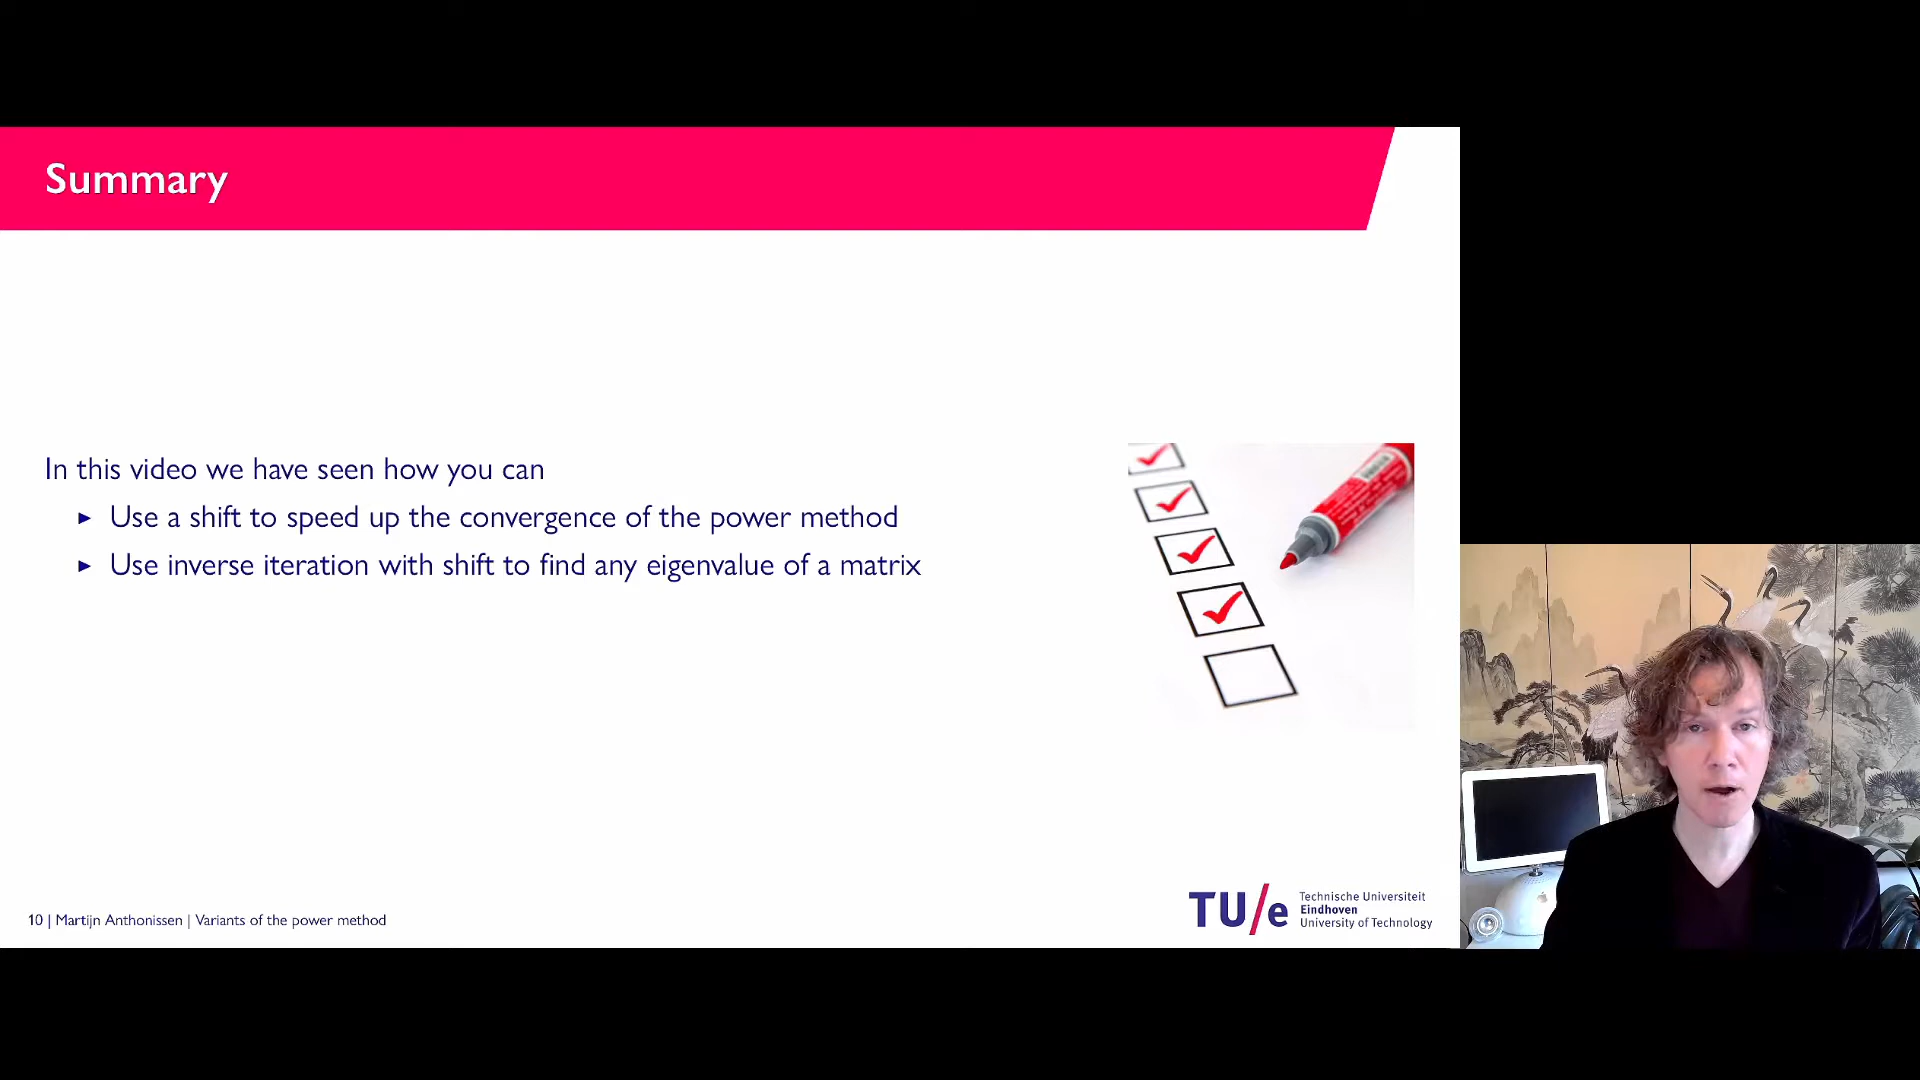 Summary
In this video we have seen how you can
▸ Use a shift to speed up the convergence of the power method
▸ Use inverse iteration with shift to find any eigenvalue of a matrix
10 | Martijn Anthonissen | Variants of the power method
TU/e
Technische Universiteit
Eindhoven
University of Technology